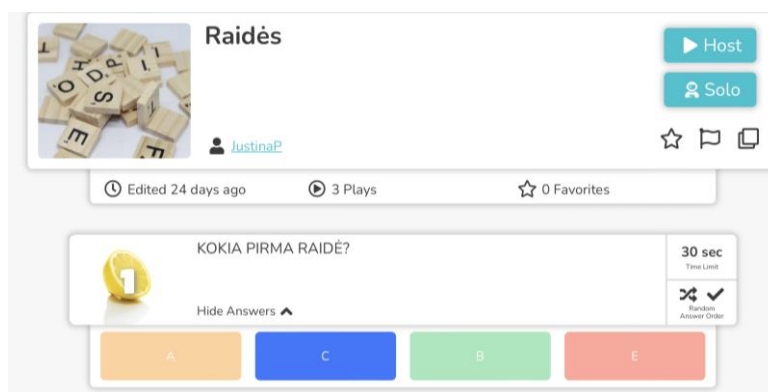 Raidės
Host
Solo
JustinaP
Edited 24 days ago
3 Plays
0 Favorites
1
KOKIA PIRMA RAIDĖ?
30 sec
Time Limit
Hide Answers
Random
Answer Order
A
C
B
E